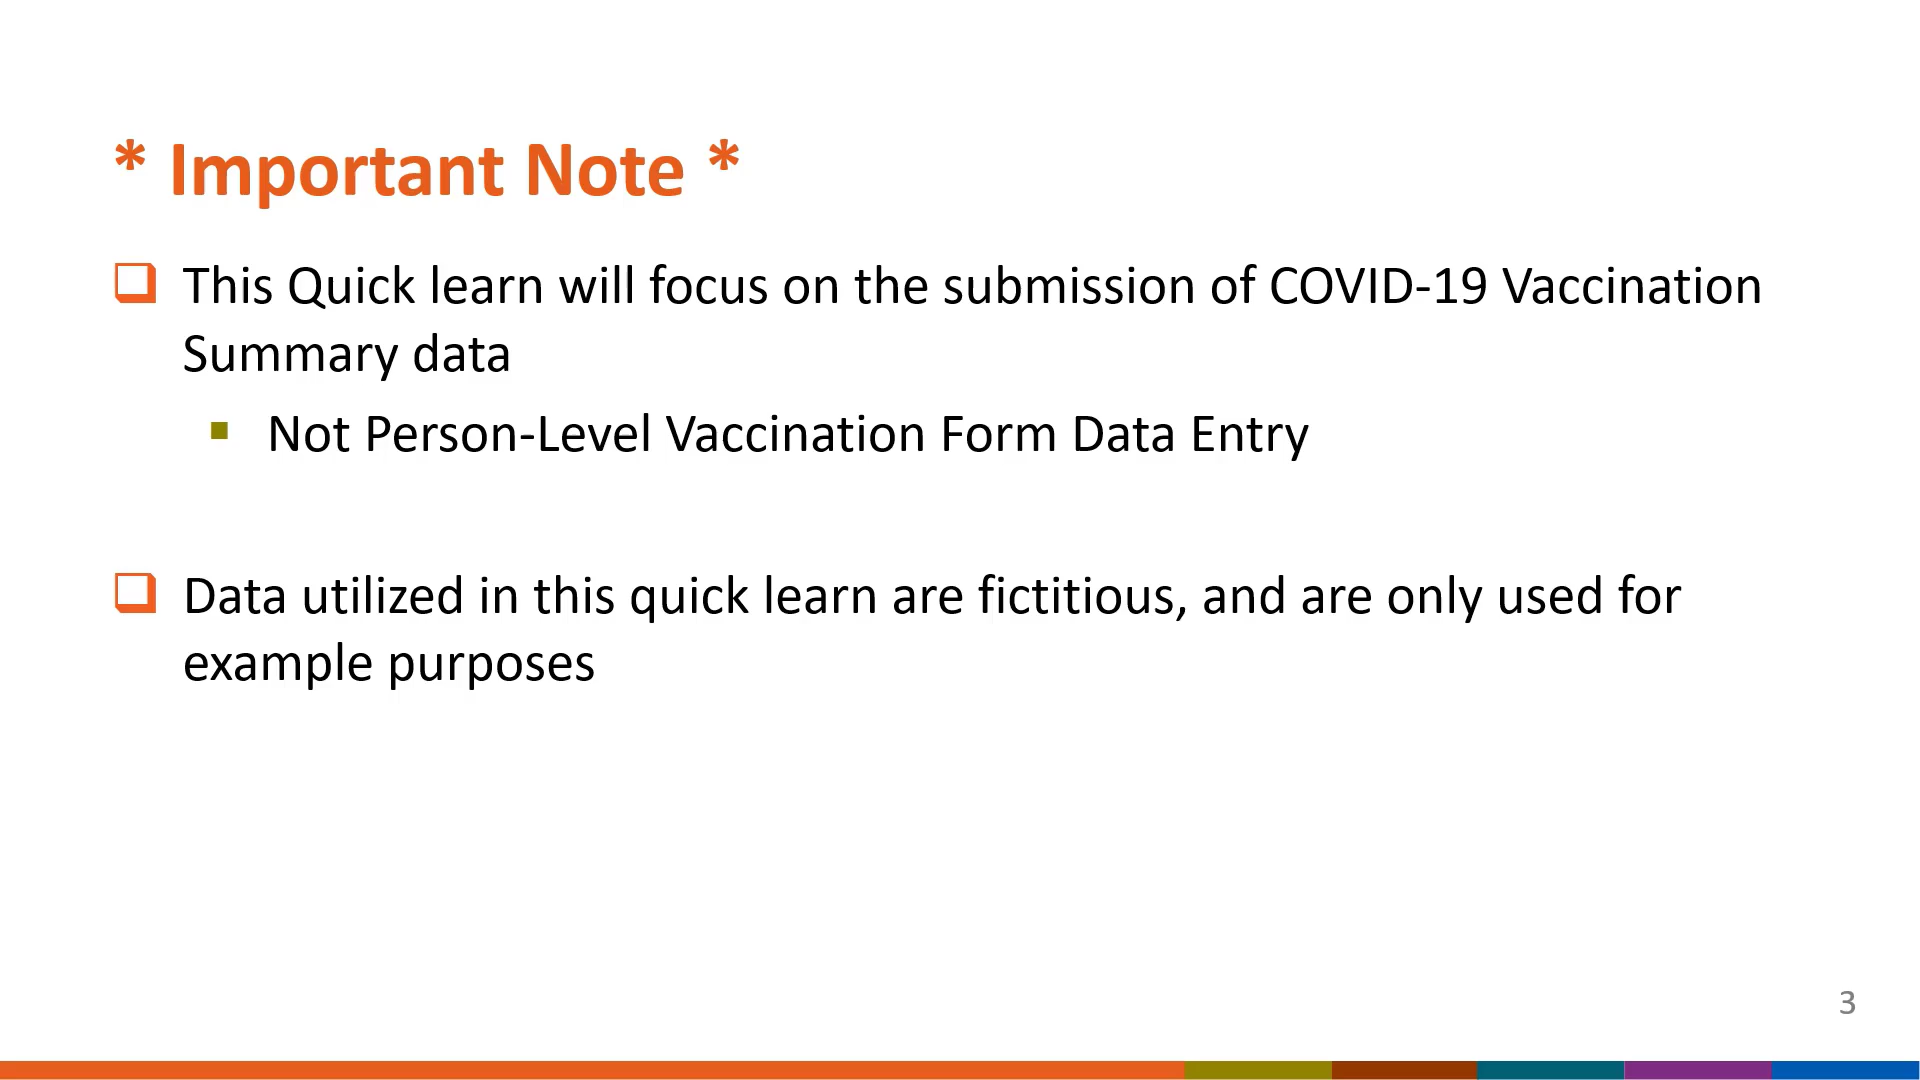 * Important Note *
This Quick learn will focus on the submission of COVID-19 Vaccination
Summary data
Not Person-Level Vaccination Form Data Entry
Data utilized in this quick learn are fictitious, and are only used for
example purposes
3